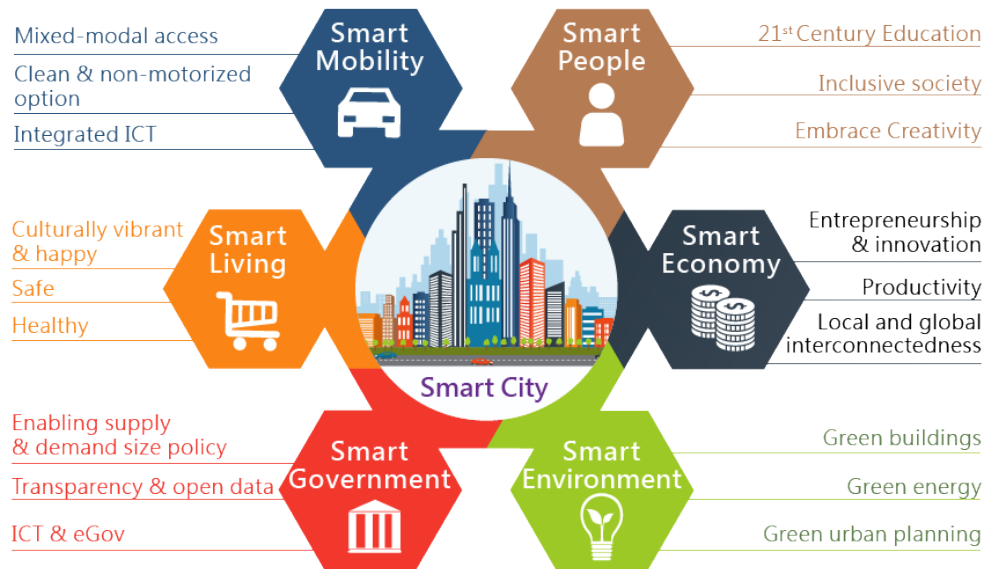 Mixed-modal access
Clean & non-motorized
option
Integrated ICT
Smart
Mobility
Smart
People
21st Century Education
Inclusive society
Embrace Creativity
Culturally vibrant
& happy
Safe
Healthy
Smart
Living
Smart City
Smart
Economy
Entrepreneurship
& innovation
Productivity
Local and global
interconnectedness
Enabling supply
& demand size policy
Transparency & open data
ICT & eGov
Smart
Government
Smart
Environment
Green buildings
Green energy
Green urban planning